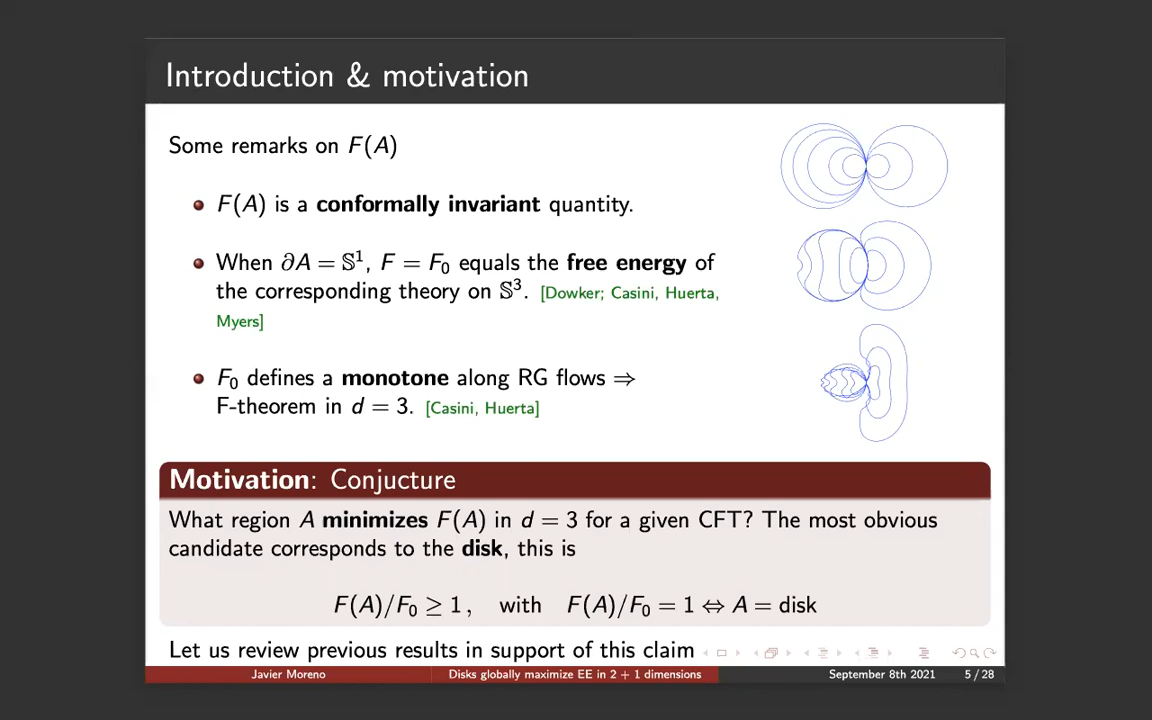 Introduction & motivation
Some remarks on F(A)
F(A) is a conformally invariant quantity.
When ∂A = 𝕊¹, F = F₀ equals the free energy of
the corresponding theory on 𝕊³. [Dowker; Casini, Huerta,
Myers]
F₀ defines a monotone along RG flows ⇒
F-theorem in d = 3. [Casini, Huerta]
Motivation: Conjucture
What region A minimizes F(A) in d = 3 for a given CFT? The most obvious
candidate corresponds to the disk, this is
F(A)/F₀ ≥ 1, with F(A)/F₀ = 1 ⇔ A = disk
Let us review previous results in support of this claim
Javier Moreno Disks globally maximize EE in 2 + 1 dimensions September 8th 2021 5 / 28